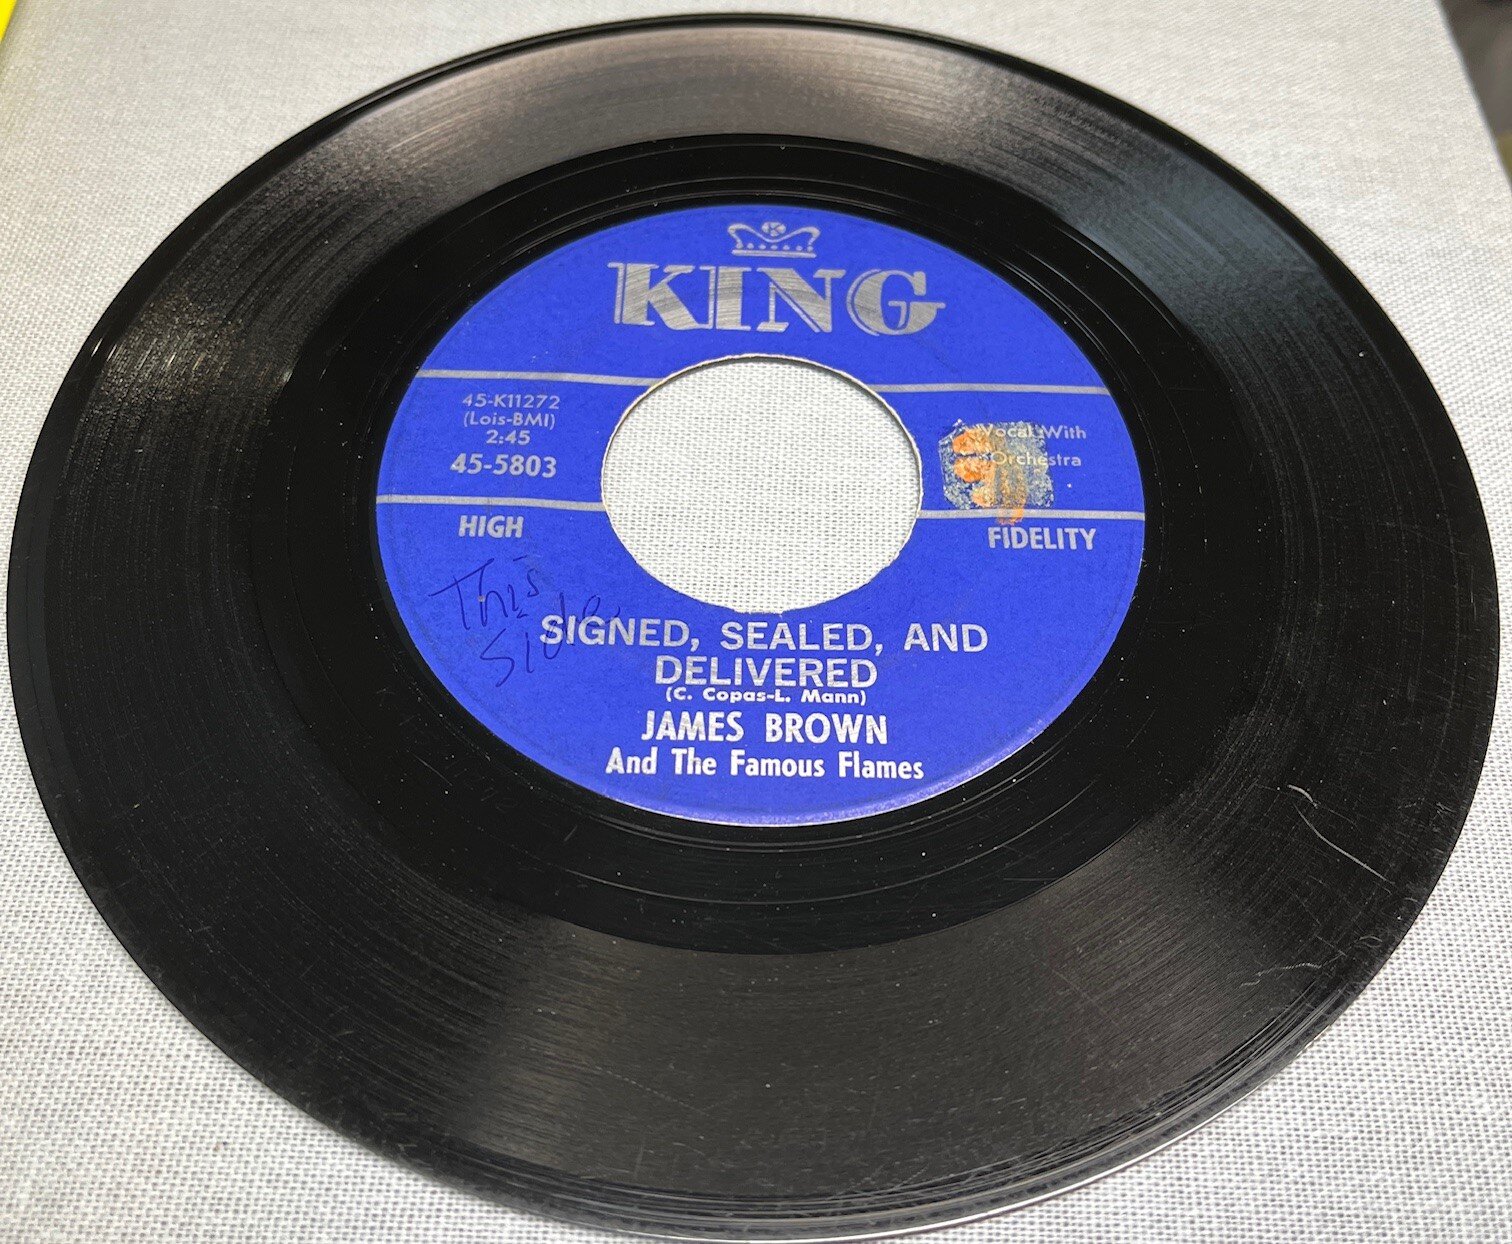 K
KING
45-K11272
(Lois-BMI)
2:45
45-5803
Vocal With
Orchestra
HIGH
FIDELITY
This
Side
SIGNED, SEALED, AND
DELIVERED
(C. Copas-L. Mann)
JAMES BROWN
And The Famous Flames